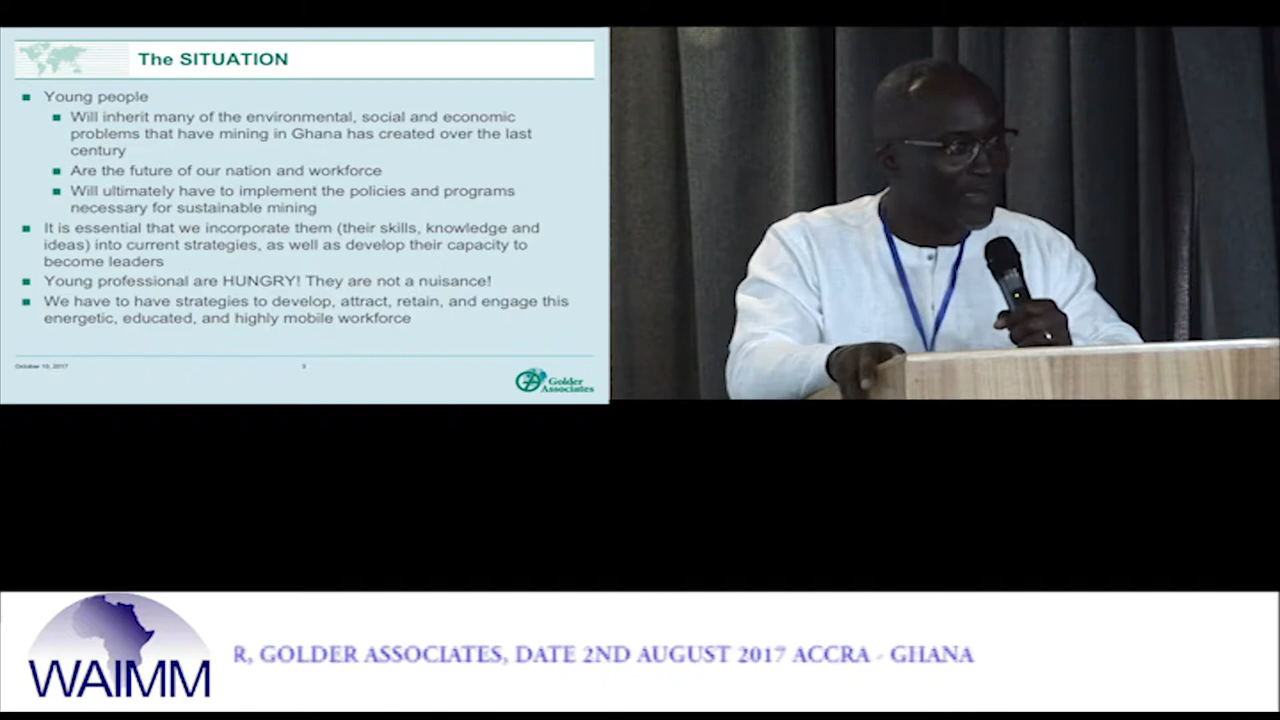 The SITUATION
Young people
Will inherit many of the environmental, social and economic
problems that have mining in Ghana has created over the last
century
Are the future of our nation and workforce
Will ultimately have to implement the policies and programs
necessary for sustainable mining
It is essential that we incorporate them (their skills, knowledge and
ideas) into current strategies, as well as develop their capacity to
become leaders
Young professional are HUNGRY! They are not a nuisance!
We have to have strategies to develop, attract, retain, and engage this
energetic, educated, and highly mobile workforce
October 10, 2017
3
Golder
Associates
WAIMM
R, GOLDER ASSOCIATES, DATE 2ND AUGUST 2017 ACCRA - GHANA